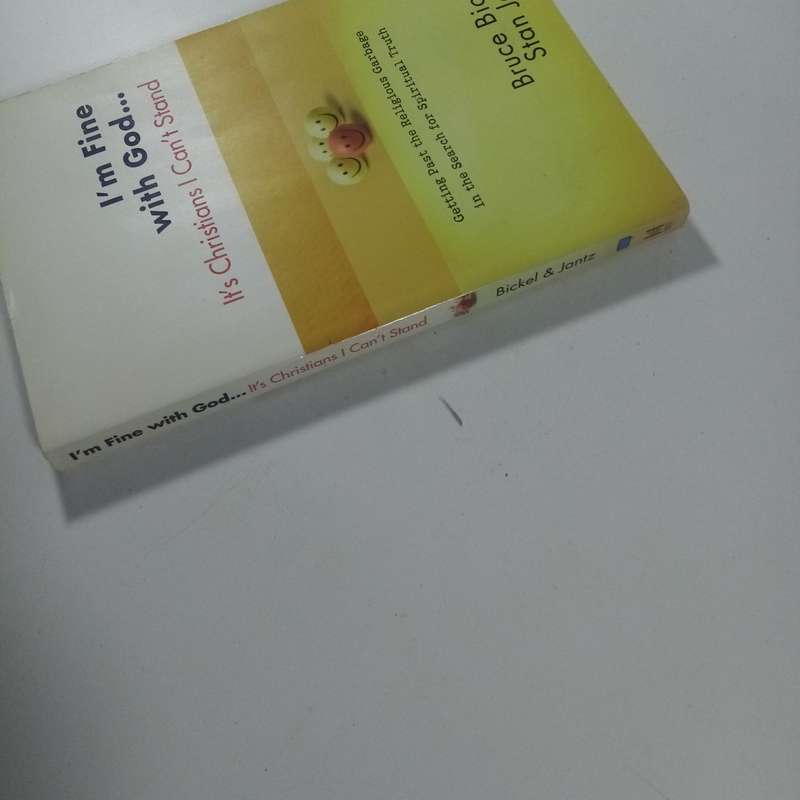 I'm Fine
with God...
It's Christians I Can't Stand
Getting Past the Religious Garbage
in the Search for Spiritual Truth
Bruce
Stan
I'm Fine with God... It's Christians I Can't Stand
Bickel & Jantz